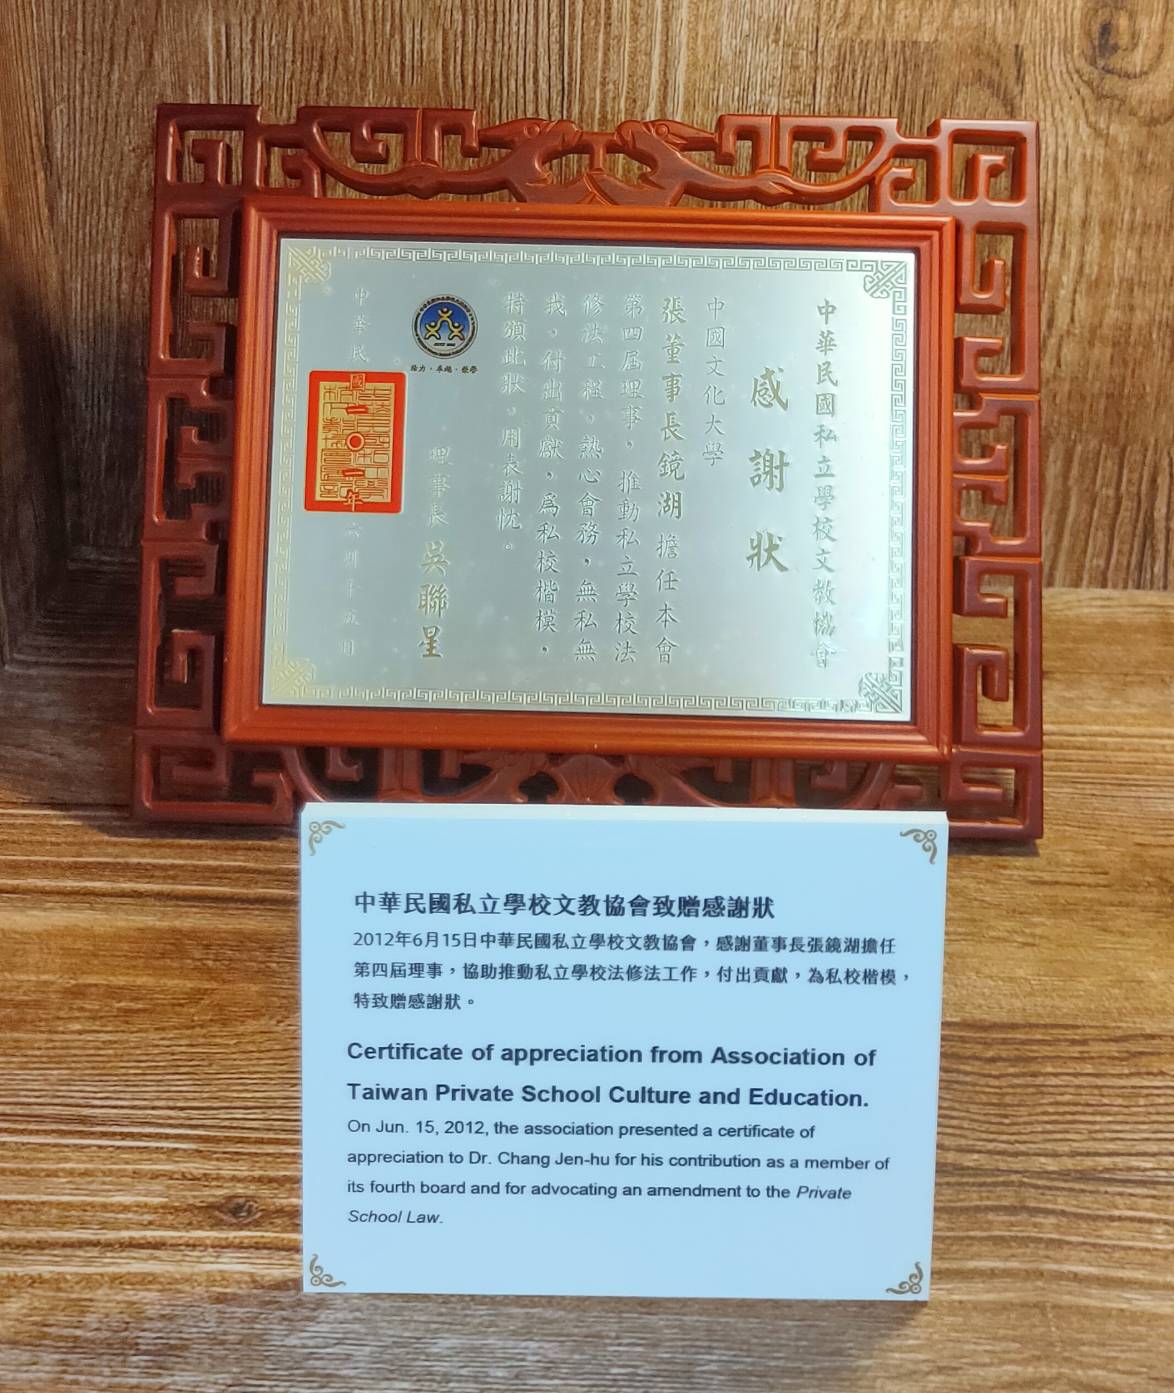 中華民國私立學校文教協會
感謝狀
中國文化大學
張董事長鏡湖擔任本會
第四屆理事,推動私立學校法
修法工程,熱心會務,無私無
我,付出貢獻,為私校楷模,
特頒此狀,用表謝忱。
理事長 吳聯星
中華民國一〇一年六月十五日
中華民國私立學校文教協會致贈感謝狀
2012年6月15日中華民國私立學校文教協會,感謝董事長張鏡湖擔任
第四屆理事,協助推動私立學校法修法工作,付出貢獻,為私校楷模,
特致贈感謝狀。
Certificate of appreciation from Association of
Taiwan Private School Culture and Education.
On Jun. 15, 2012, the association presented a certificate of
appreciation to Dr. Chang Jen-hu for his contribution as a member of
its fourth board and for advocating an amendment to the Private
School Law.